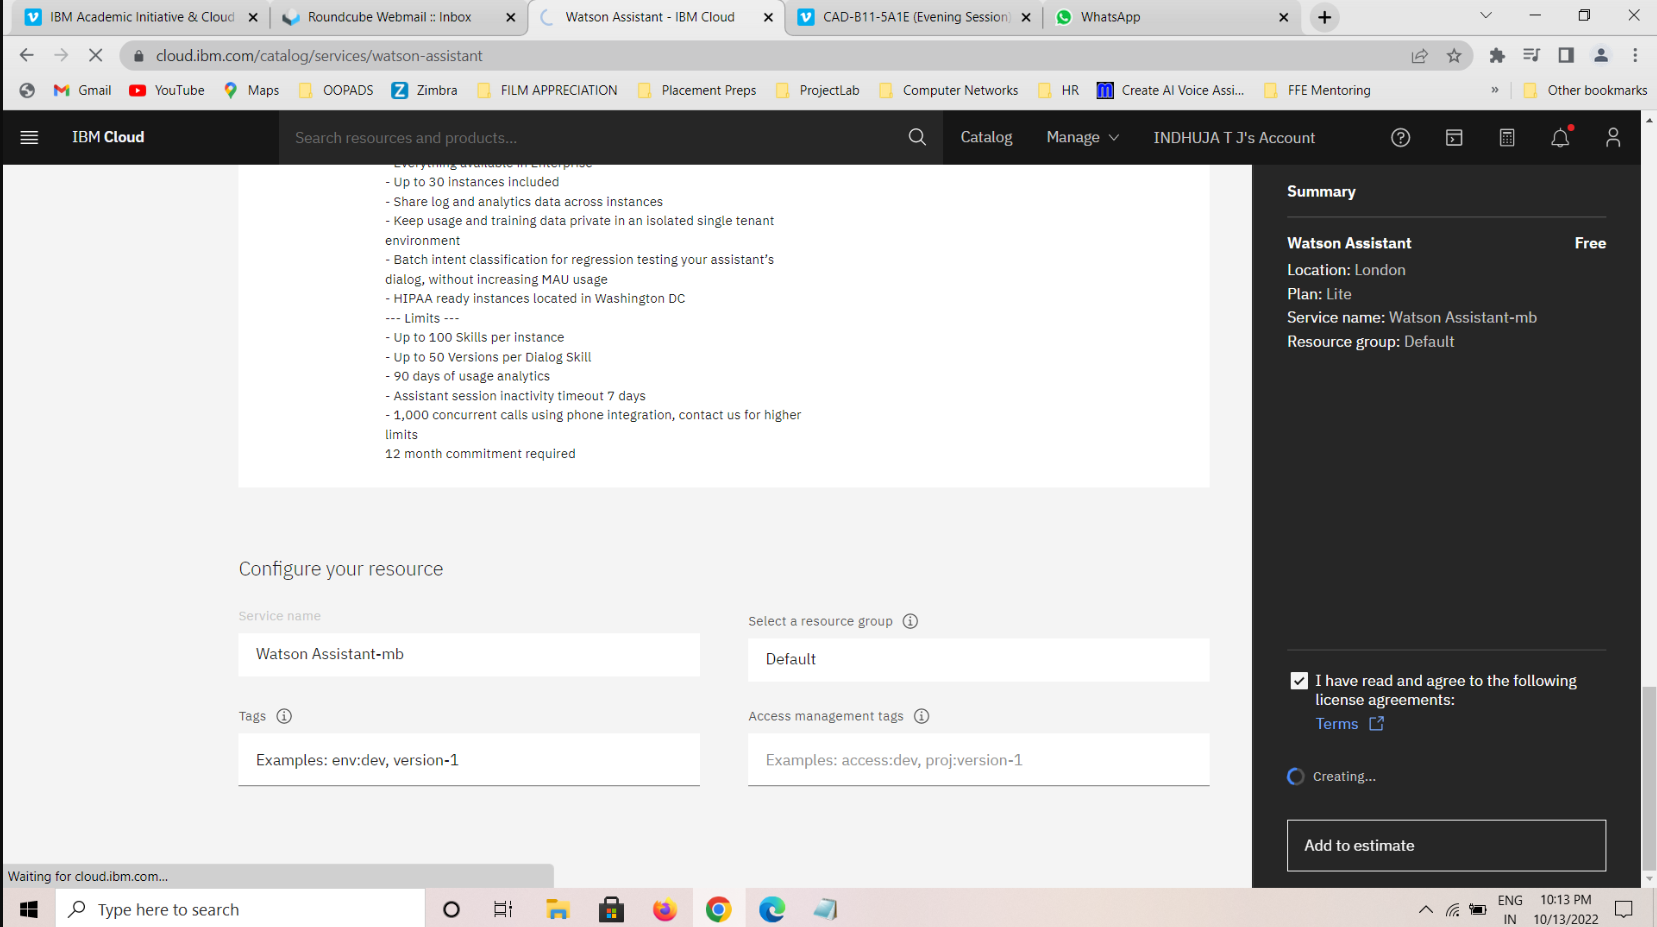 IBM Academic Initiative & Cloud
Roundcube Webmail :: Inbox
Watson Assistant - IBM Cloud
CAD-B11-5A1E (Evening Session)
WhatsApp
cloud.ibm.com/catalog/services/watson-assistant
Gmail
YouTube
Maps
OOPADS
Zimbra
FILM APPRECIATION
Placement Preps
ProjectLab
Computer Networks
HR
Create AI Voice Assi...
FFE Mentoring
»
Other bookmarks
IBM Cloud
Search resources and products...
Catalog
Manage
INDHUJA T J's Account
- Everything available in Enterprise
- Up to 30 instances included
- Share log and analytics data across instances
- Keep usage and training data private in an isolated single tenant
environment
- Batch intent classification for regression testing your assistant's
dialog, without increasing MAU usage
- HIPAA ready instances located in Washington DC
--- Limits ---
- Up to 100 Skills per instance
- Up to 50 Versions per Dialog Skill
- 90 days of usage analytics
- Assistant session inactivity timeout 7 days
- 1,000 concurrent calls using phone integration, contact us for higher
limits
12 month commitment required
Configure your resource
Service name
Watson Assistant-mb
Select a resource group
Default
Tags
Examples: env:dev, version-1
Access management tags
Examples: access:dev, proj:version-1
Summary
Watson Assistant Free
Location: London
Plan: Lite
Service name: Watson Assistant-mb
Resource group: Default
I have read and agree to the following
license agreements:
Terms
Creating...
Add to estimate
Waiting for cloud.ibm.com...
Type here to search
ENG
IN
10:13 PM
10/13/2022